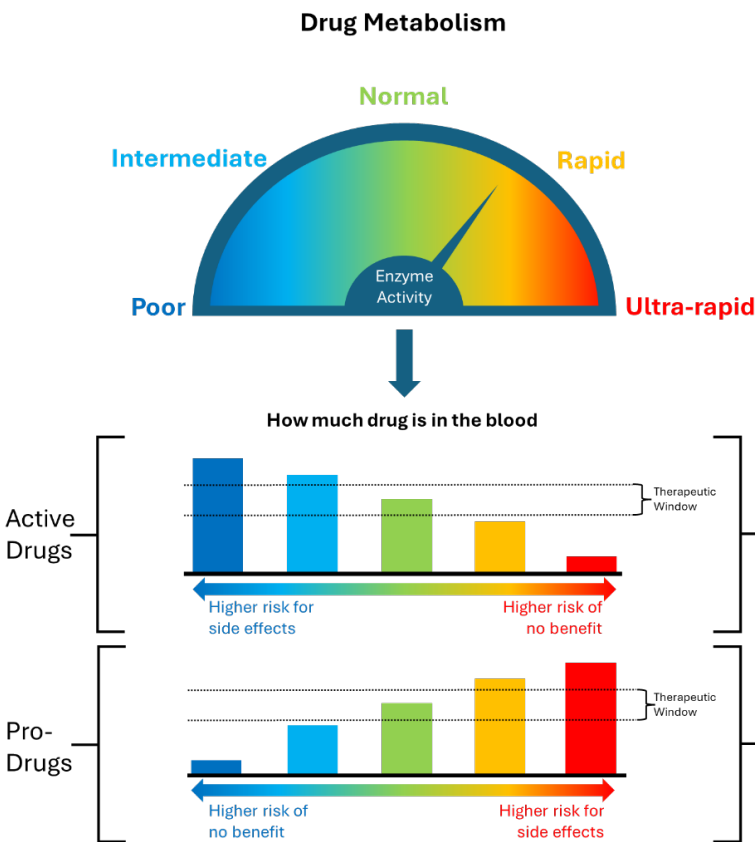 Drug Metabolism
Normal
Intermediate
Rapid
Enzyme
Activity
Poor
Ultra-rapid
How much drug is in the blood
Therapeutic
Window
Active
Drugs
Higher risk for
side effects
Higher risk of
no benefit
Therapeutic
Window
Pro-
Drugs
Higher risk of
no benefit
Higher risk for
side effects